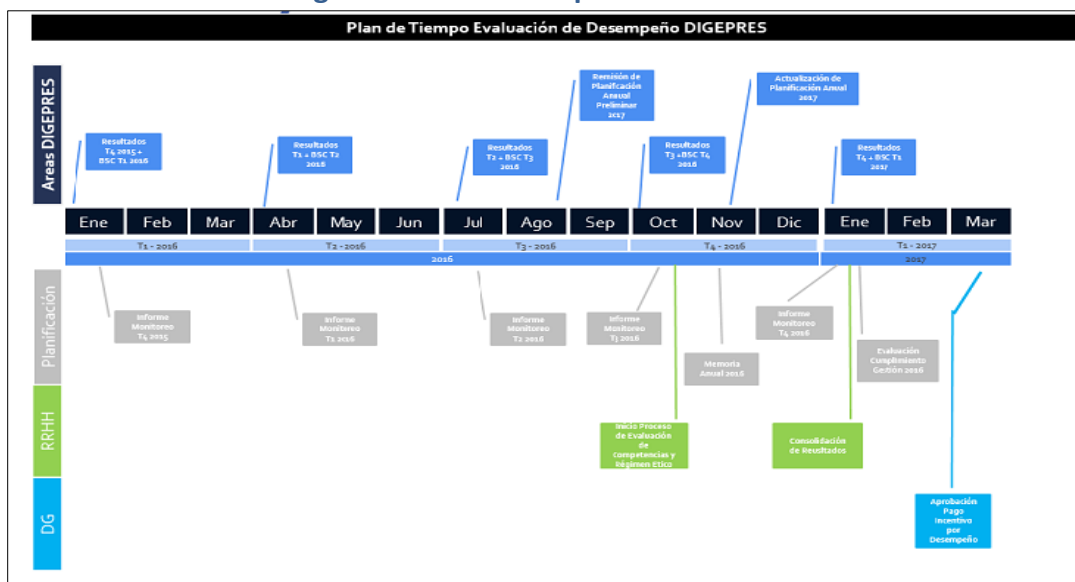 Plan de Tiempo Evaluación de Desempeño DIGEPRES
Areas DIGEPRES
Resultados
T4 2015 +
BSC T1 2016
Resultados
T1 + BSC T2
2016
Resultados
T2 + BSC T3
2016
Remisión de
Planificación
Anual
Preliminar
2017
Resultados
T3 +BSC T4
2016
Actualización de
Planificación Anual
2017
Resultados
T4 + BSC T1
2017
Ene Feb Mar Abr May Jun Jul Ago Sep Oct Nov Dic Ene Feb Mar
T1 - 2016 T2 - 2016 T3 - 2016 T4 - 2016 T1 - 2017
2016 2017
Planificación
Informe
Monitoreo
T4 2015
Informe
Monitoreo
T1 2016
Informe
Monitoreo
T2 2016
Informe
Monitoreo
T3 2016
Memoria
Anual 2016
Informe
Monitoreo
T4 2016
Evaluación
Cumplimiento
Gestión 2016
RRHH
Inicio Proceso
de Evaluación
de
Competencias y
Régimen Etico
Consolidación
de Reusltados
DG
Aprobación
Pago
Incentivo
por
Desempeño